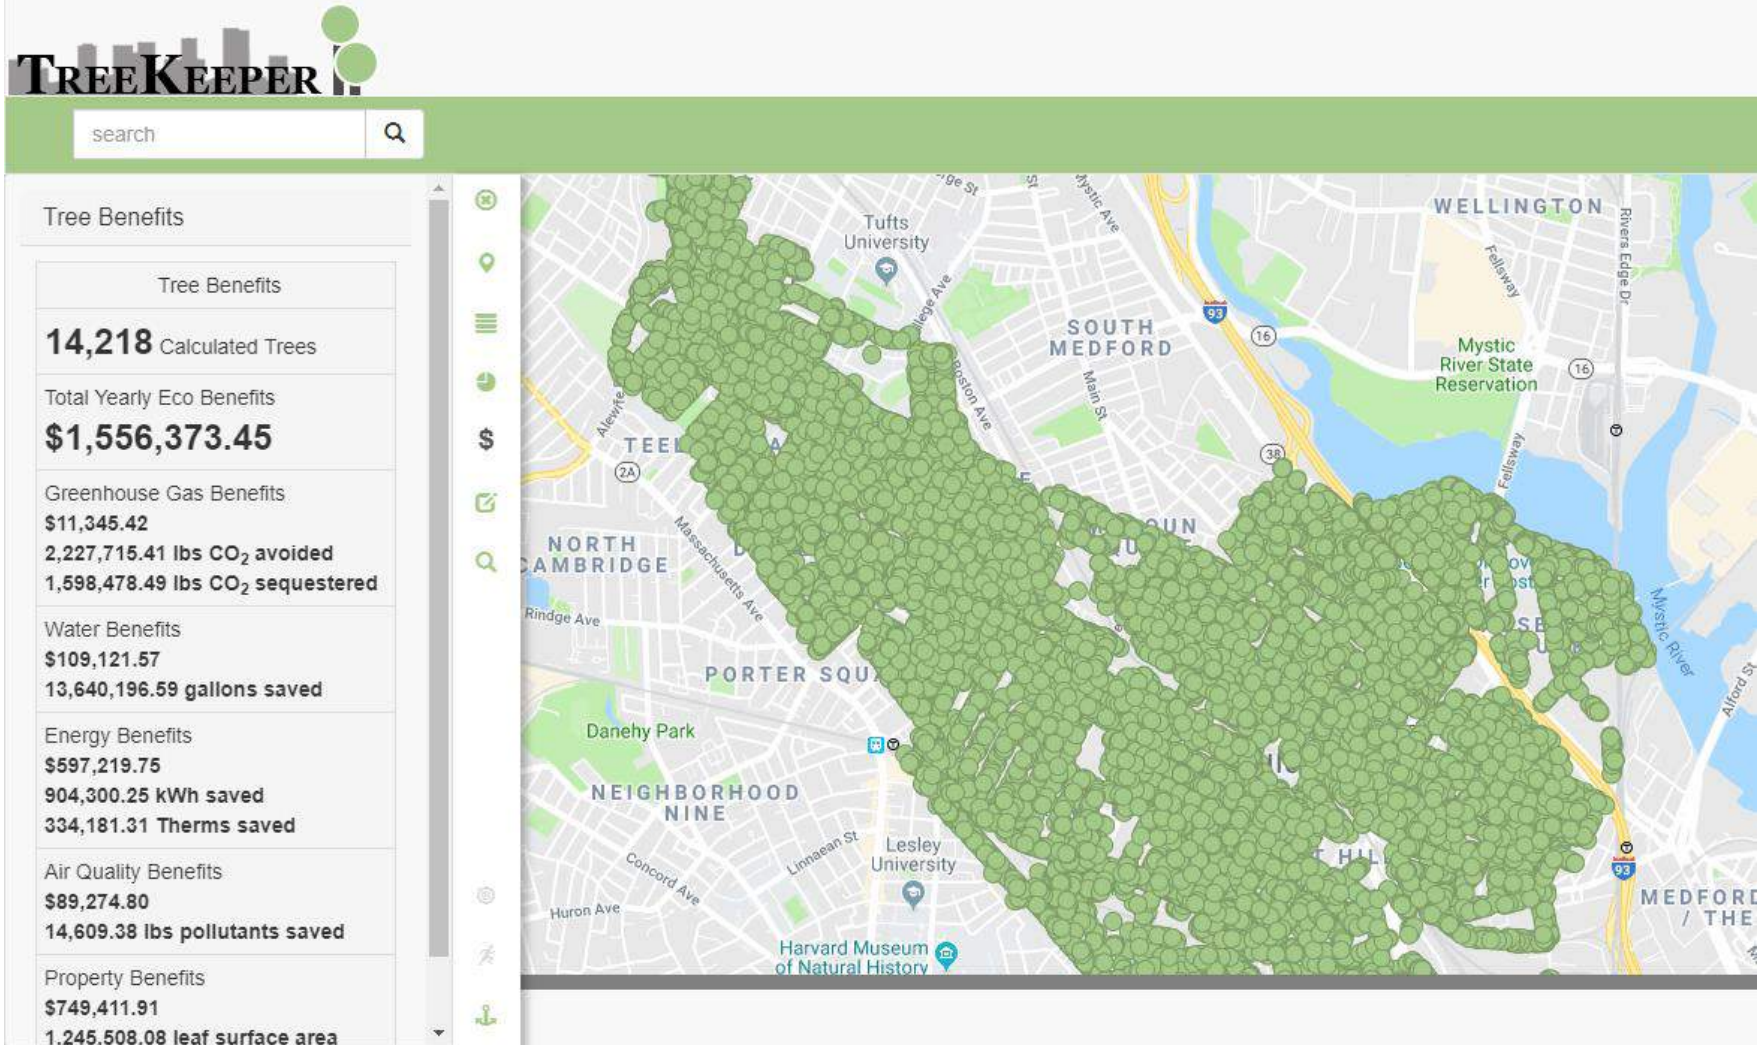 TREEKEEPER
search
Tree Benefits
Tree Benefits
14,218 Calculated Trees
Total Yearly Eco Benefits
$1,556,373.45
Greenhouse Gas Benefits
$11,345.42
2,227,715.41 lbs CO2 avoided
1,598,478.49 lbs CO2 sequestered
Water Benefits
$109,121.57
13,640,196.59 gallons saved
Energy Benefits
$597,219.75
904,300.25 kWh saved
334,181.31 Therms saved
Air Quality Benefits
$89,274.80
14,609.38 lbs pollutants saved
Property Benefits
$749,411.91
1,245,508.08 leaf surface area
$
St
Mystic Ave
Tufts
University
WELLINGTON
Rivers Edge Dr
Fellsway
93
16
SOUTH
MEDFORD
Mystic
River State
Reservation
16
Boston Ave
Main St
Alewife
TEEL
2A
38
Fellsway
NORTH
CAMBRIDGE
Massachusetts Ave
Rindge Ave
Mystic River
PORTER SQU
Alford St
Danehy Park
NEIGHBORHOOD
NINE
Linnaean St
Lesley
University
Concord Ave
Huron Ave
T HILL
93
MEDFORD
/ THE
Harvard Museum
of Natural History